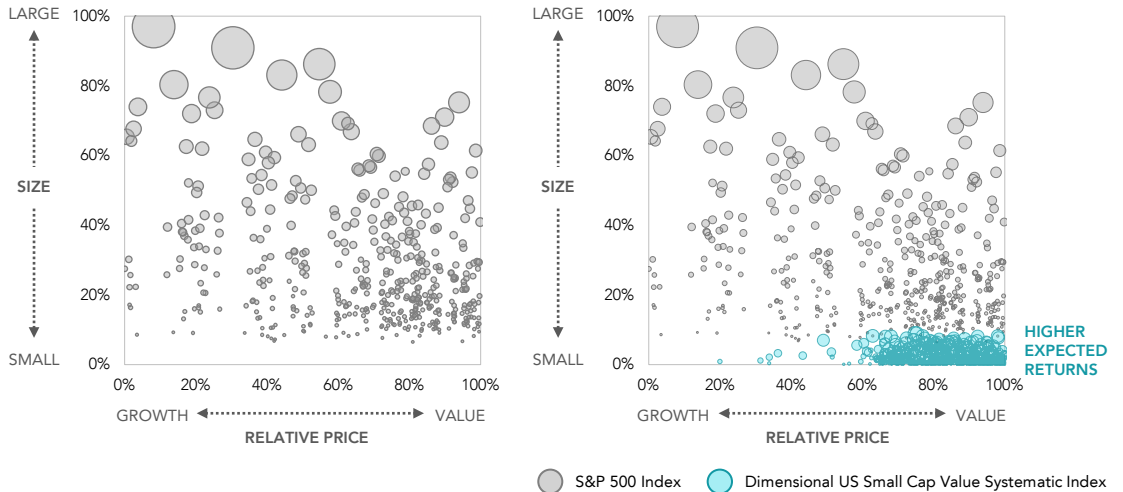 LARGE
100%
80%
60%
SIZE
40%
20%
SMALL
0%
0%
20%
40%
60%
80%
100%
GROWTH
VALUE
RELATIVE PRICE
LARGE
100%
80%
60%
SIZE
40%
20%
SMALL
0%
0%
20%
40%
60%
80%
100%
GROWTH
VALUE
RELATIVE PRICE
HIGHER
EXPECTED
RETURNS
S&P 500 Index
Dimensional US Small Cap Value Systematic Index